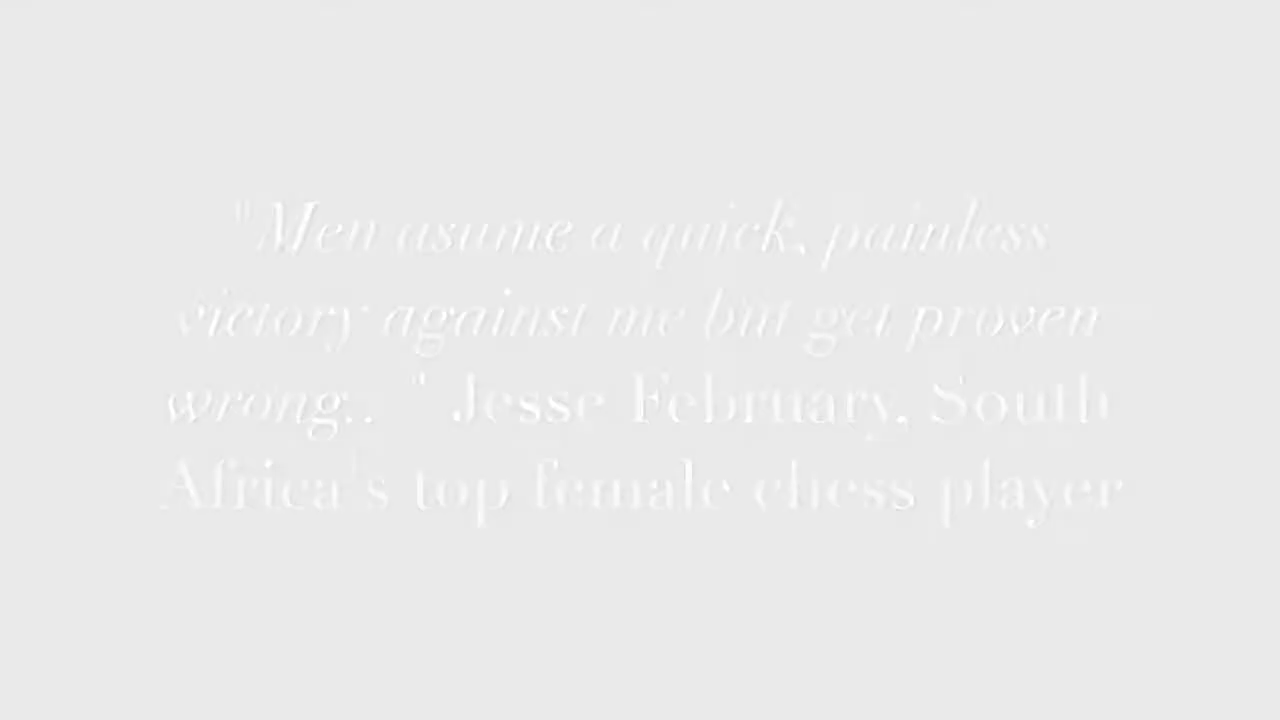 "Men asume a quick, painless
victory against me but get proven
wrong.. " Jesse February, South
Africa's top female chess player